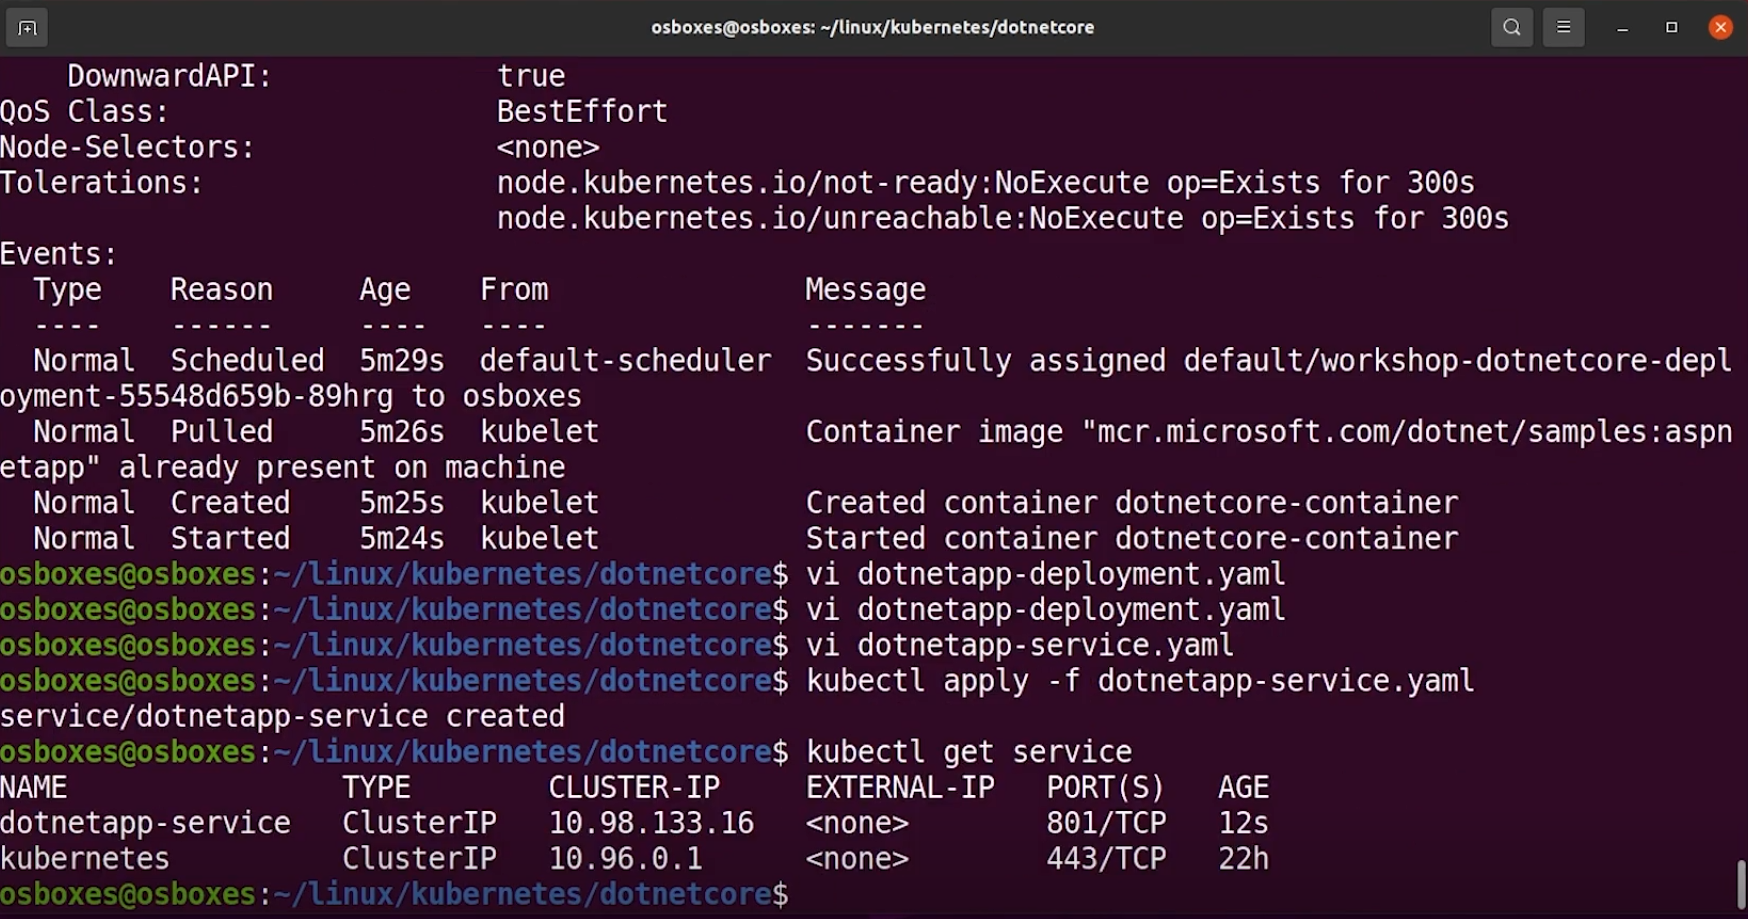 osboxes@osboxes: ~/linux/kubernetes/dotnetcore
    DownwardAPI:             true
QoS Class:                   BestEffort
Node-Selectors:              <none>
Tolerations:                 node.kubernetes.io/not-ready:NoExecute op=Exists for 300s
                             node.kubernetes.io/unreachable:NoExecute op=Exists for 300s
Events:
  Type    Reason     Age   From               Message
  ----    ------     ----  ----               -------
  Normal  Scheduled  5m29s  default-scheduler  Successfully assigned default/workshop-dotnetcore-depl
oyment-55548d659b-89hrg to osboxes
  Normal  Pulled     5m26s  kubelet            Container image "mcr.microsoft.com/dotnet/samples:aspn
etapp" already present on machine
  Normal  Created    5m25s  kubelet            Created container dotnetcore-container
  Normal  Started    5m24s  kubelet            Started container dotnetcore-container
osboxes@osboxes:~/linux/kubernetes/dotnetcore$ vi dotnetapp-deployment.yaml
osboxes@osboxes:~/linux/kubernetes/dotnetcore$ vi dotnetapp-deployment.yaml
osboxes@osboxes:~/linux/kubernetes/dotnetcore$ vi dotnetapp-service.yaml
osboxes@osboxes:~/linux/kubernetes/dotnetcore$ kubectl apply -f dotnetapp-service.yaml
service/dotnetapp-service created
osboxes@osboxes:~/linux/kubernetes/dotnetcore$ kubectl get service
NAME                TYPE        CLUSTER-IP     EXTERNAL-IP   PORT(S)   AGE
dotnetapp-service   ClusterIP   10.98.133.16   <none>        801/TCP   12s
kubernetes          ClusterIP   10.96.0.1      <none>        443/TCP   22h
osboxes@osboxes:~/linux/kubernetes/dotnetcore$